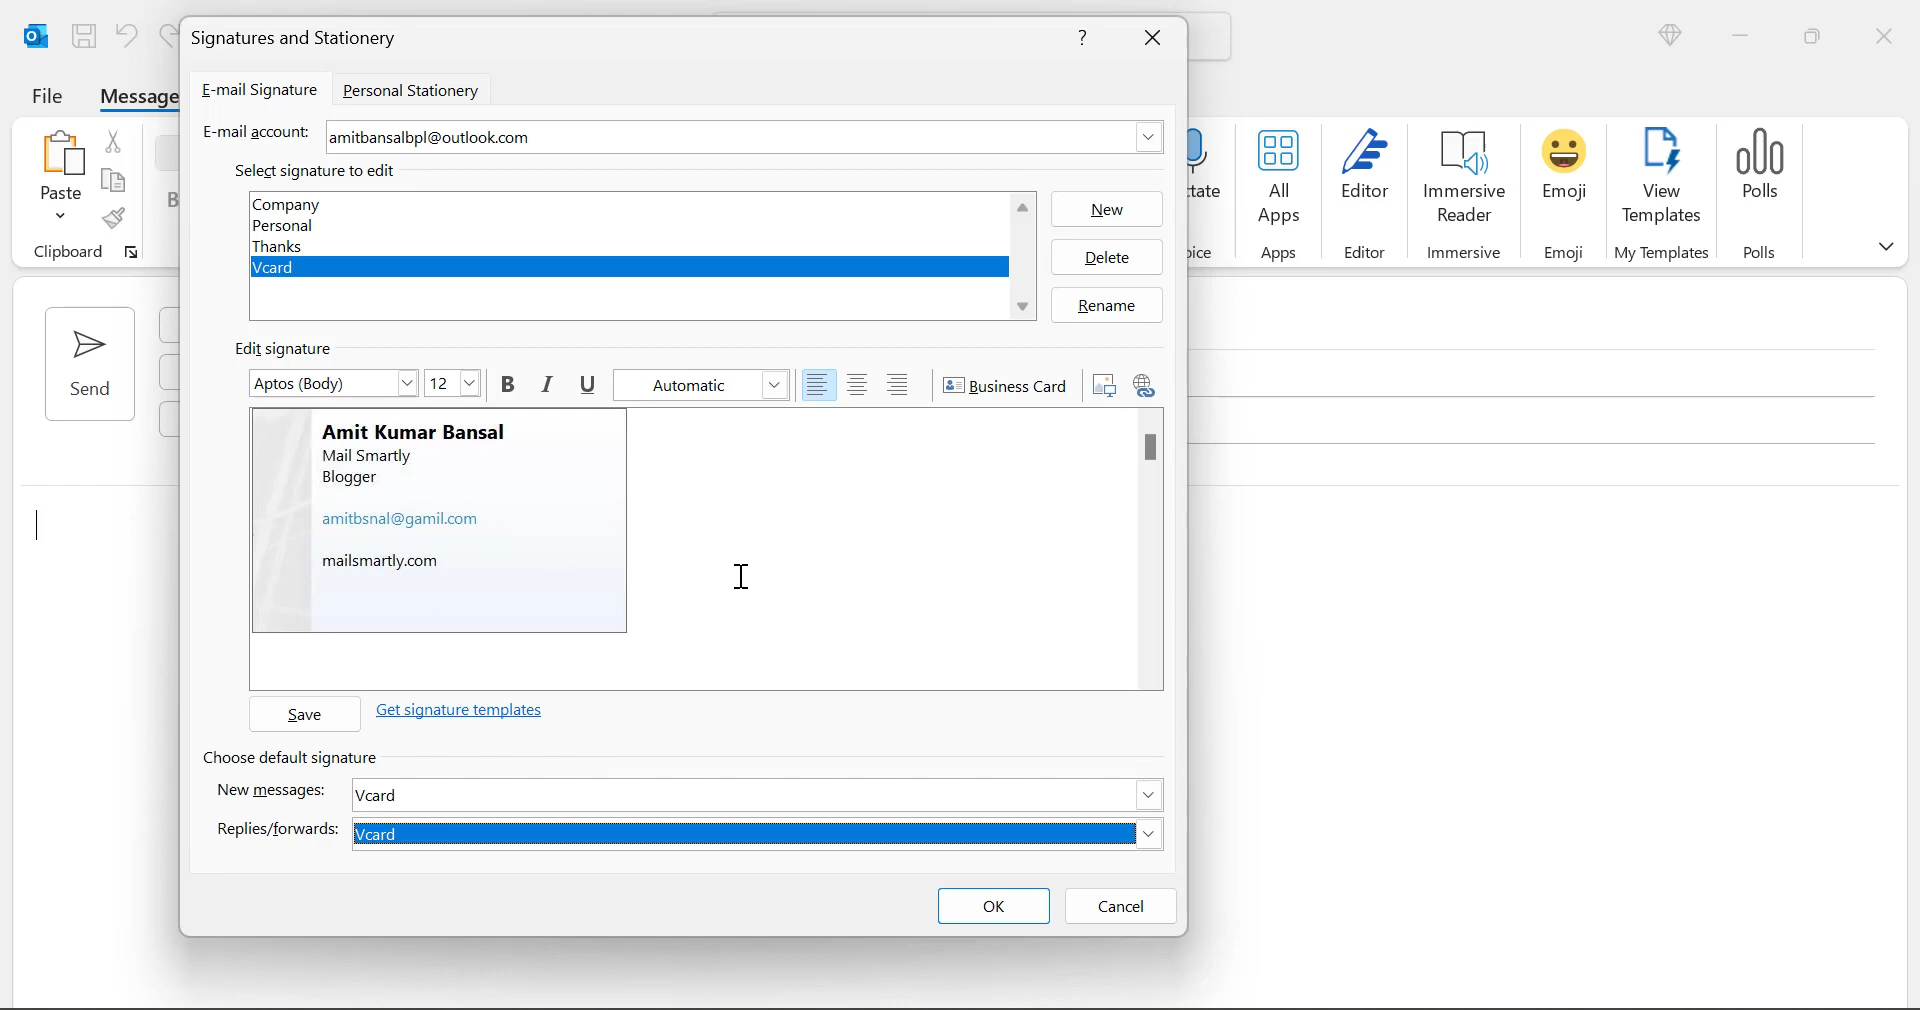 Signatures and Stationery
?
File
Message
E-mail Signature
Personal Stationery
E-mail account:
amitbansalbpl@outlook.com
Select signature to edit
Company
Personal
Thanks
Vcard
New
Delete
Rename
Paste
B
Clipboard
tate
oice
All
Apps
Apps
Editor
Editor
Immersive
Reader
Immersive
Emoji
Emoji
View
Templates
My Templates
Polls
Polls
Send
Edit signature
Aptos (Body)
12
B
I
U
Automatic
Business Card
Amit Kumar Bansal
Mail Smartly
Blogger
amitbsnal@gamil.com
mailsmartly.com
Save
Get signature templates
Choose default signature
New messages:
Vcard
Replies/forwards:
Vcard
OK
Cancel